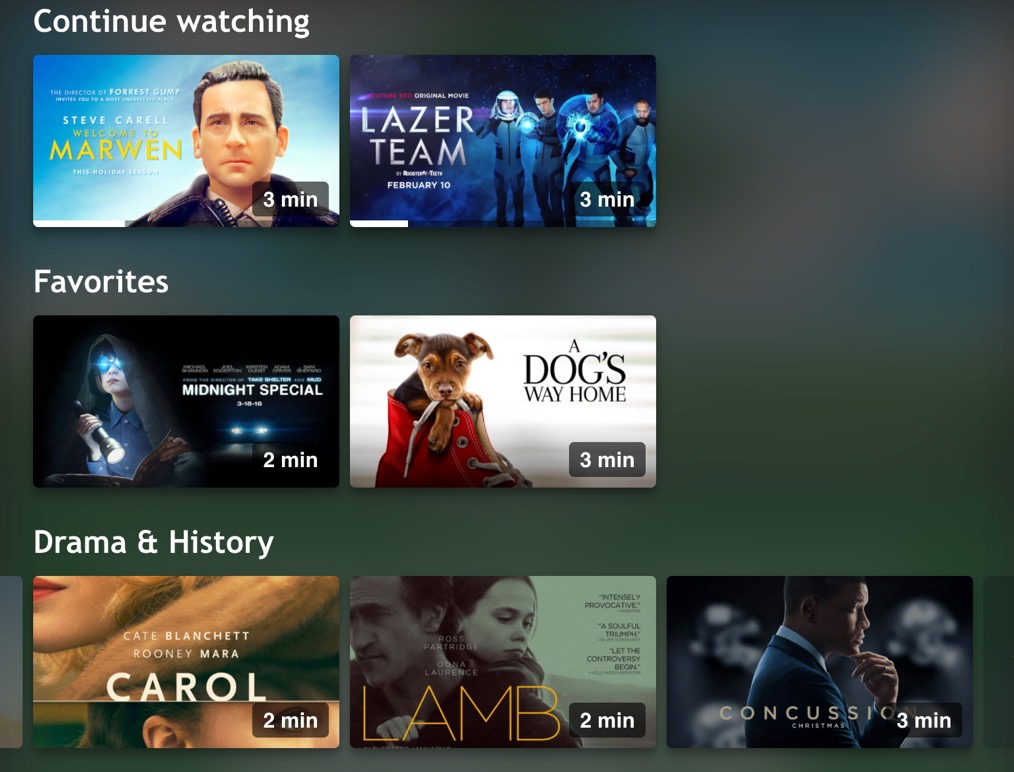 Continue watching
THE DIRECTOR OF FORREST GUMP
INVITES YOU TO A MOST UNEXPECTED PLACE
STEVE CARELL
WELCOME TO
MARWEN
THIS HOLIDAY SEASON
3 min
YOUTUBE RED ORIGINAL MOVIE
LAZER
TEAM
BY ROOSTER TEETH
FEBRUARY 10
3 min
Favorites
MICHAEL SHANNON JOEL EDGERTON KIRSTEN DUNST ADAM DRIVER SAM SHEPARD
FROM THE DIRECTOR OF TAKE SHELTER AND MUD
MIDNIGHT SPECIAL
3-18-16
2 min
A
DOG'S
WAY HOME
3 min
Drama & History
CATE BLANCHETT
ROONEY MARA
CAROL
2 min
"INTENSELY
PROVOCATIVE."
"A SOULFUL
TRIUMPH."
"LET THE
CONTROVERSY
BEGIN."
ROSS
PARTRIDGE
OONA
LAURENCE
LAMB
2 min
CONCUSSION
CHRISTMAS
3 min